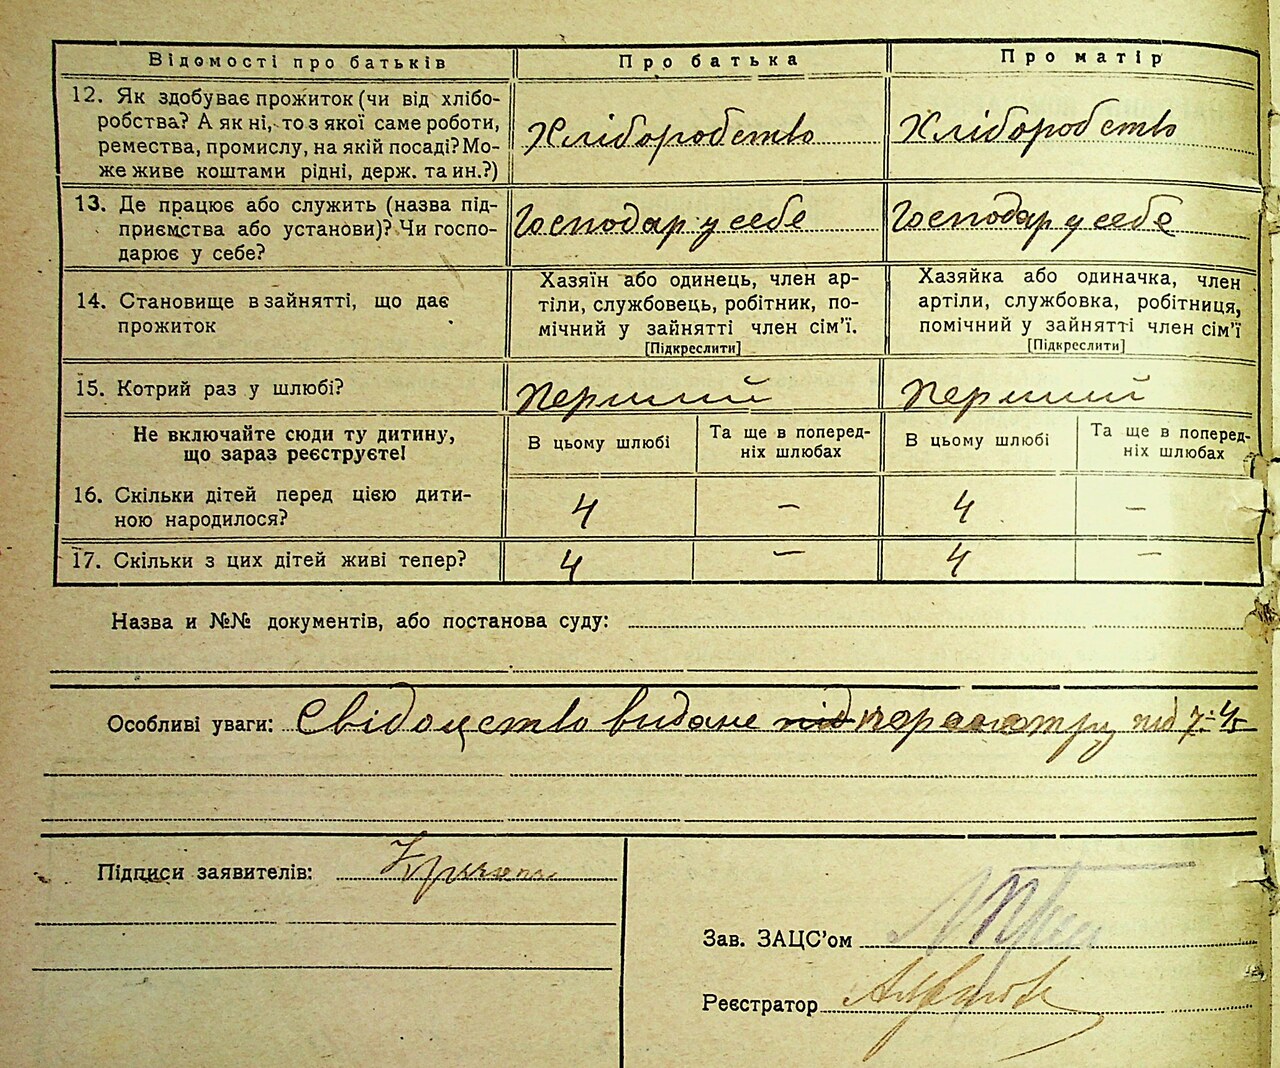 Відомості про батьків Про батька Про матір
12. Як здобуває прожиток (чи від хлібо-
робства? А як ні, то з якої саме роботи,
ремества, промислу, на якій посаді? Мо-
же живе коштами рідні, держ. та ин.?)
Хліборобство Хліборобство
13. Де працює або служить (назва під-
приємства або установи)? Чи госпо-
дарює у себе?
Господар у себе Господар у себе
14. Становище в зайнятті, що дає
прожиток
Хазяїн або одинець, член ар-
тіли, службовець, робітник, по-
мічний у зайнятті член сім’ї.
[Підкреслити]
Хазяйка або одиначка, член
артіли, службовка, робітниця,
помічний у зайнятті член сім’ї
[Підкреслити]
15. Котрий раз у шлюбі? Перший Перший
Не включайте сюди ту дитину,
що зараз реєструєте!
В цьому шлюбі
Та ще в поперед-
ніх шлюбах
В цьому шлюбі
Та ще в поперед-
ніх шлюбах
16. Скільки дітей перед цією дити-
ною народилося?
4 – 4 –
17. Скільки з цих дітей живі тепер? 4 – 4 –
Назва и №№ документів, або постанова суду:
Особливі уваги: Свідоцтво видане під
Підписи заявителів:
Зав. ЗАЦС’ом
Реєстратор